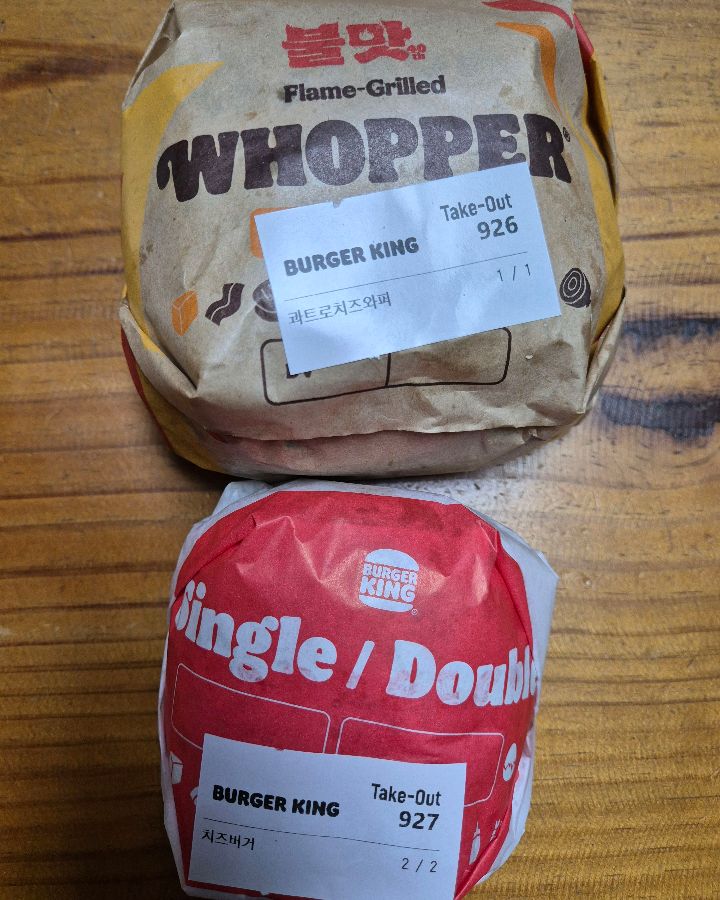 불맛
Flame-Grilled
WHOPPER®
Take-Out
926
BURGER KING
1 / 1
콰트로치즈와퍼
BURGER
KING®
Single / Double
Take-Out
BURGER KING
927
치즈버거
2 / 2